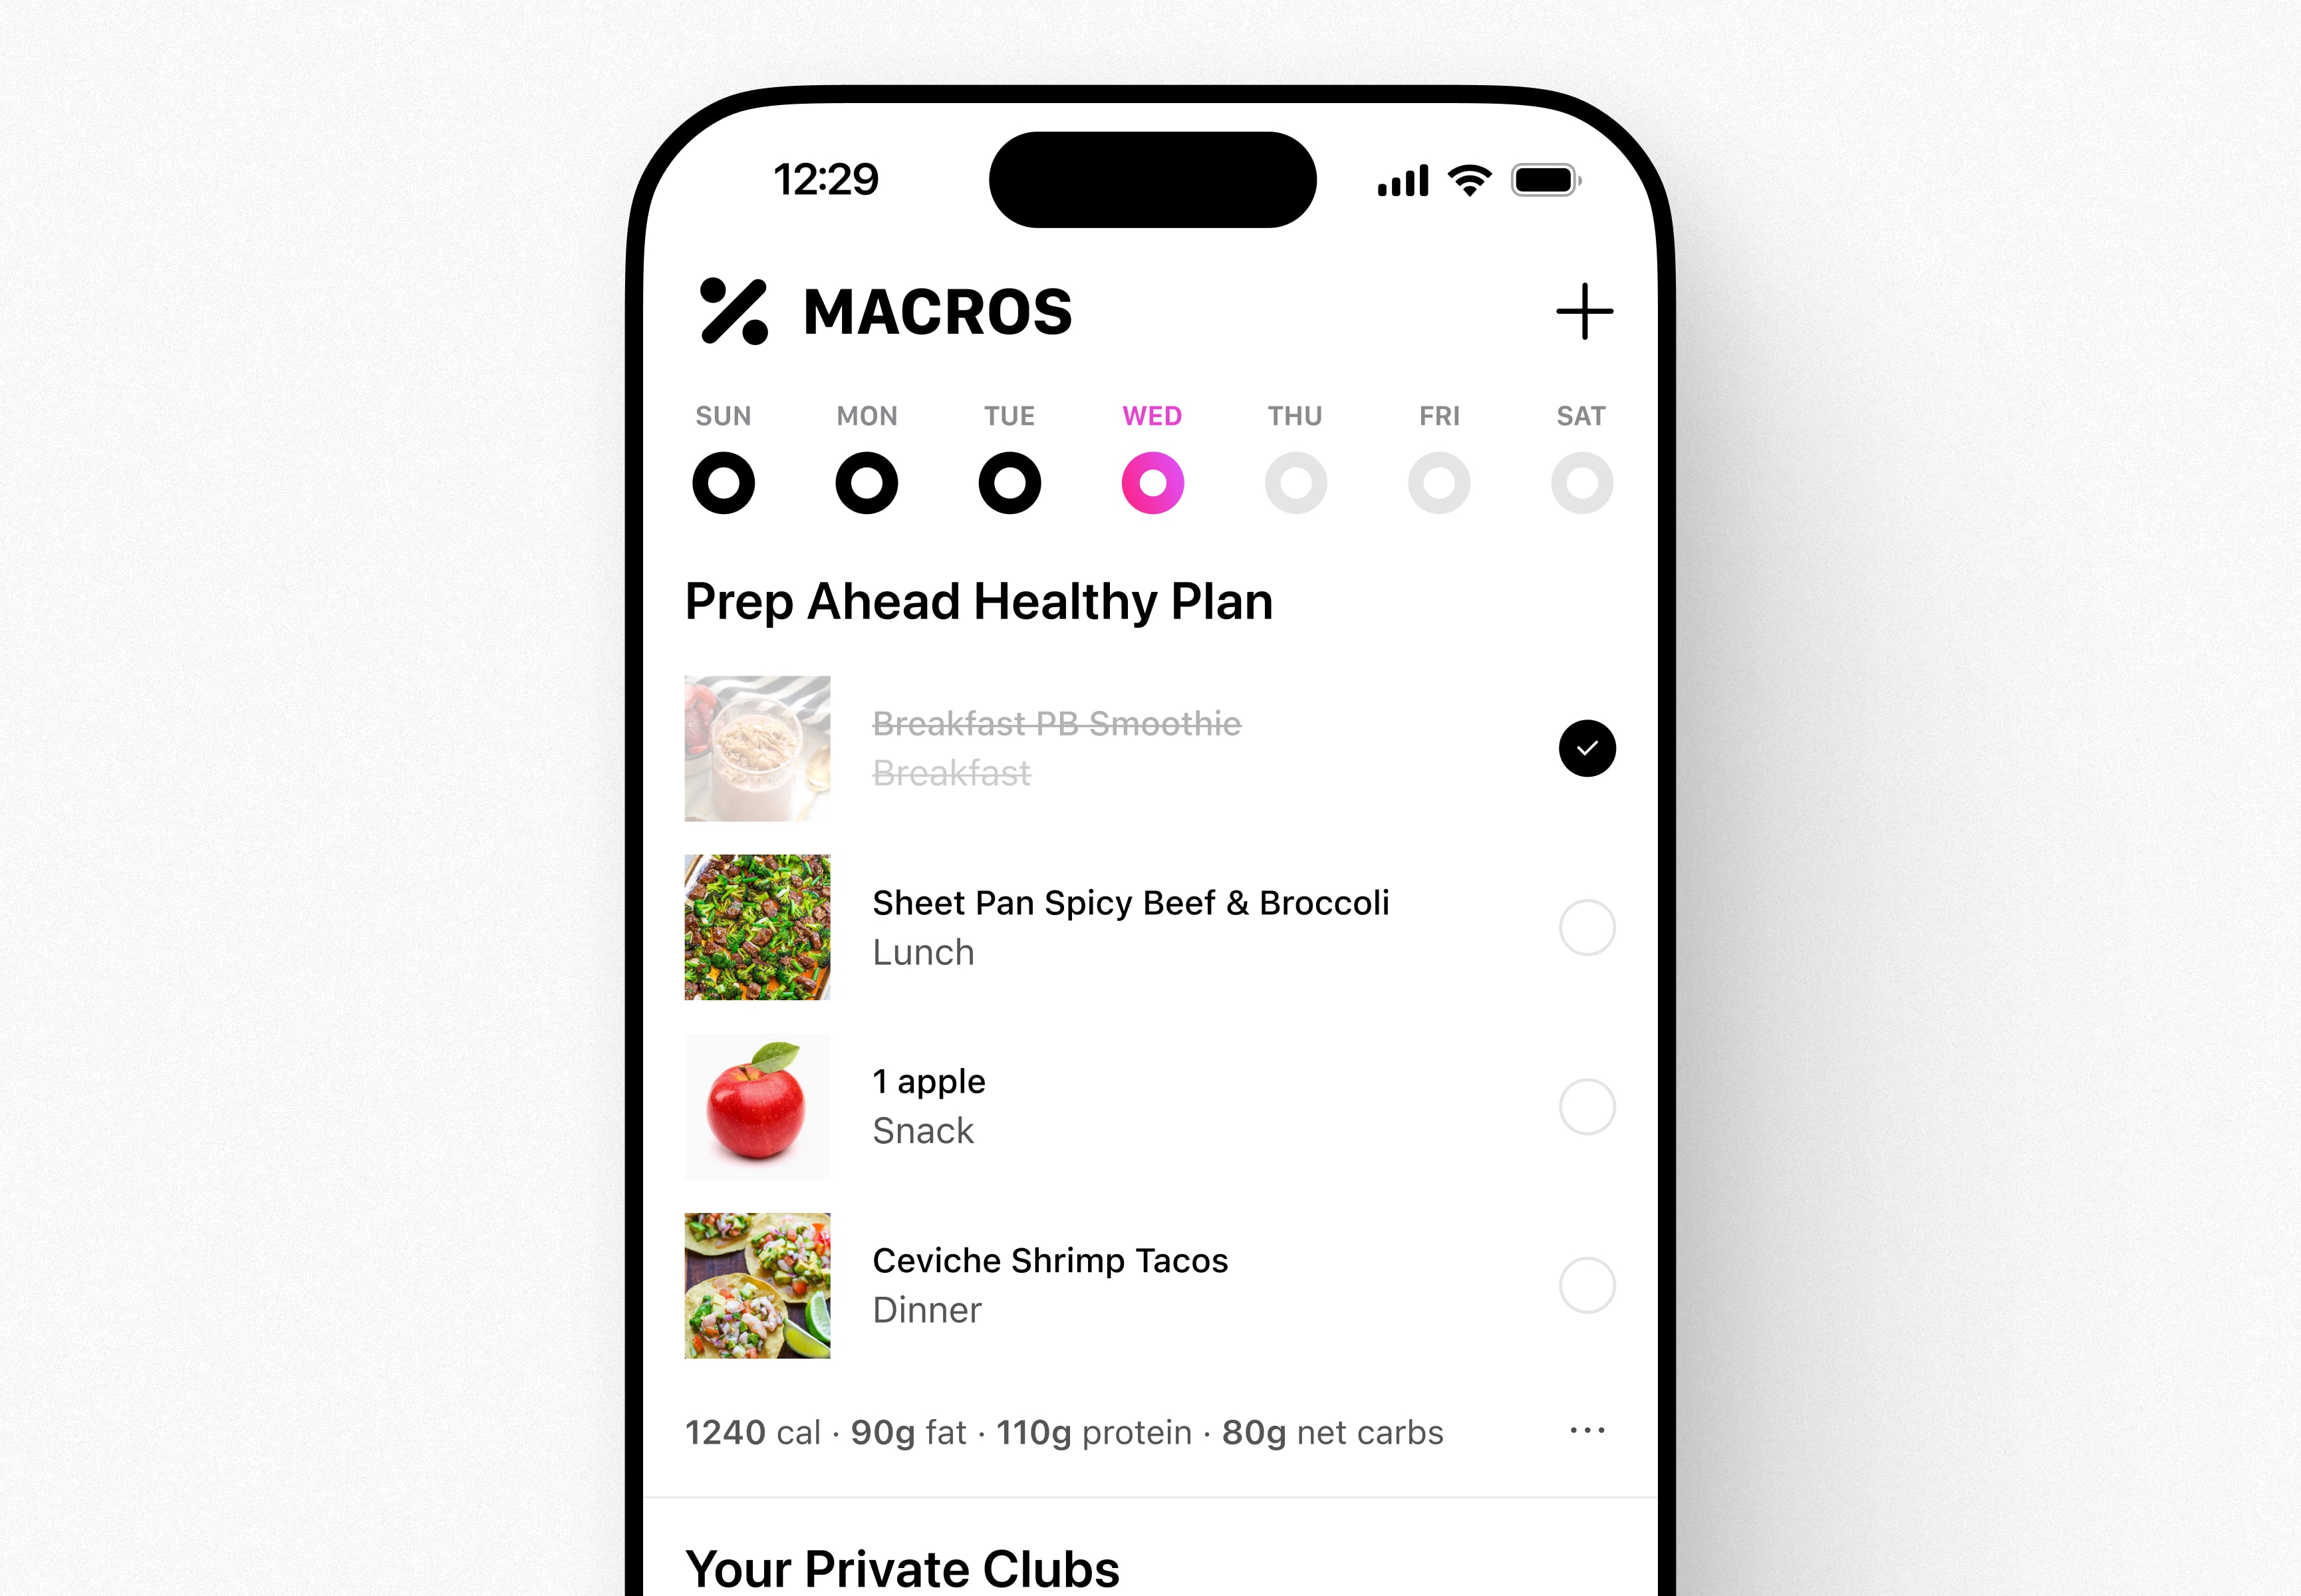 12:29
MACROS
SUN MON TUE WED THU FRI SAT
Prep Ahead Healthy Plan
Breakfast PB Smoothie
Breakfast
Sheet Pan Spicy Beef & Broccoli
Lunch
1 apple
Snack
Ceviche Shrimp Tacos
Dinner
1240 cal · 90g fat · 110g protein · 80g net carbs
Your Private Clubs